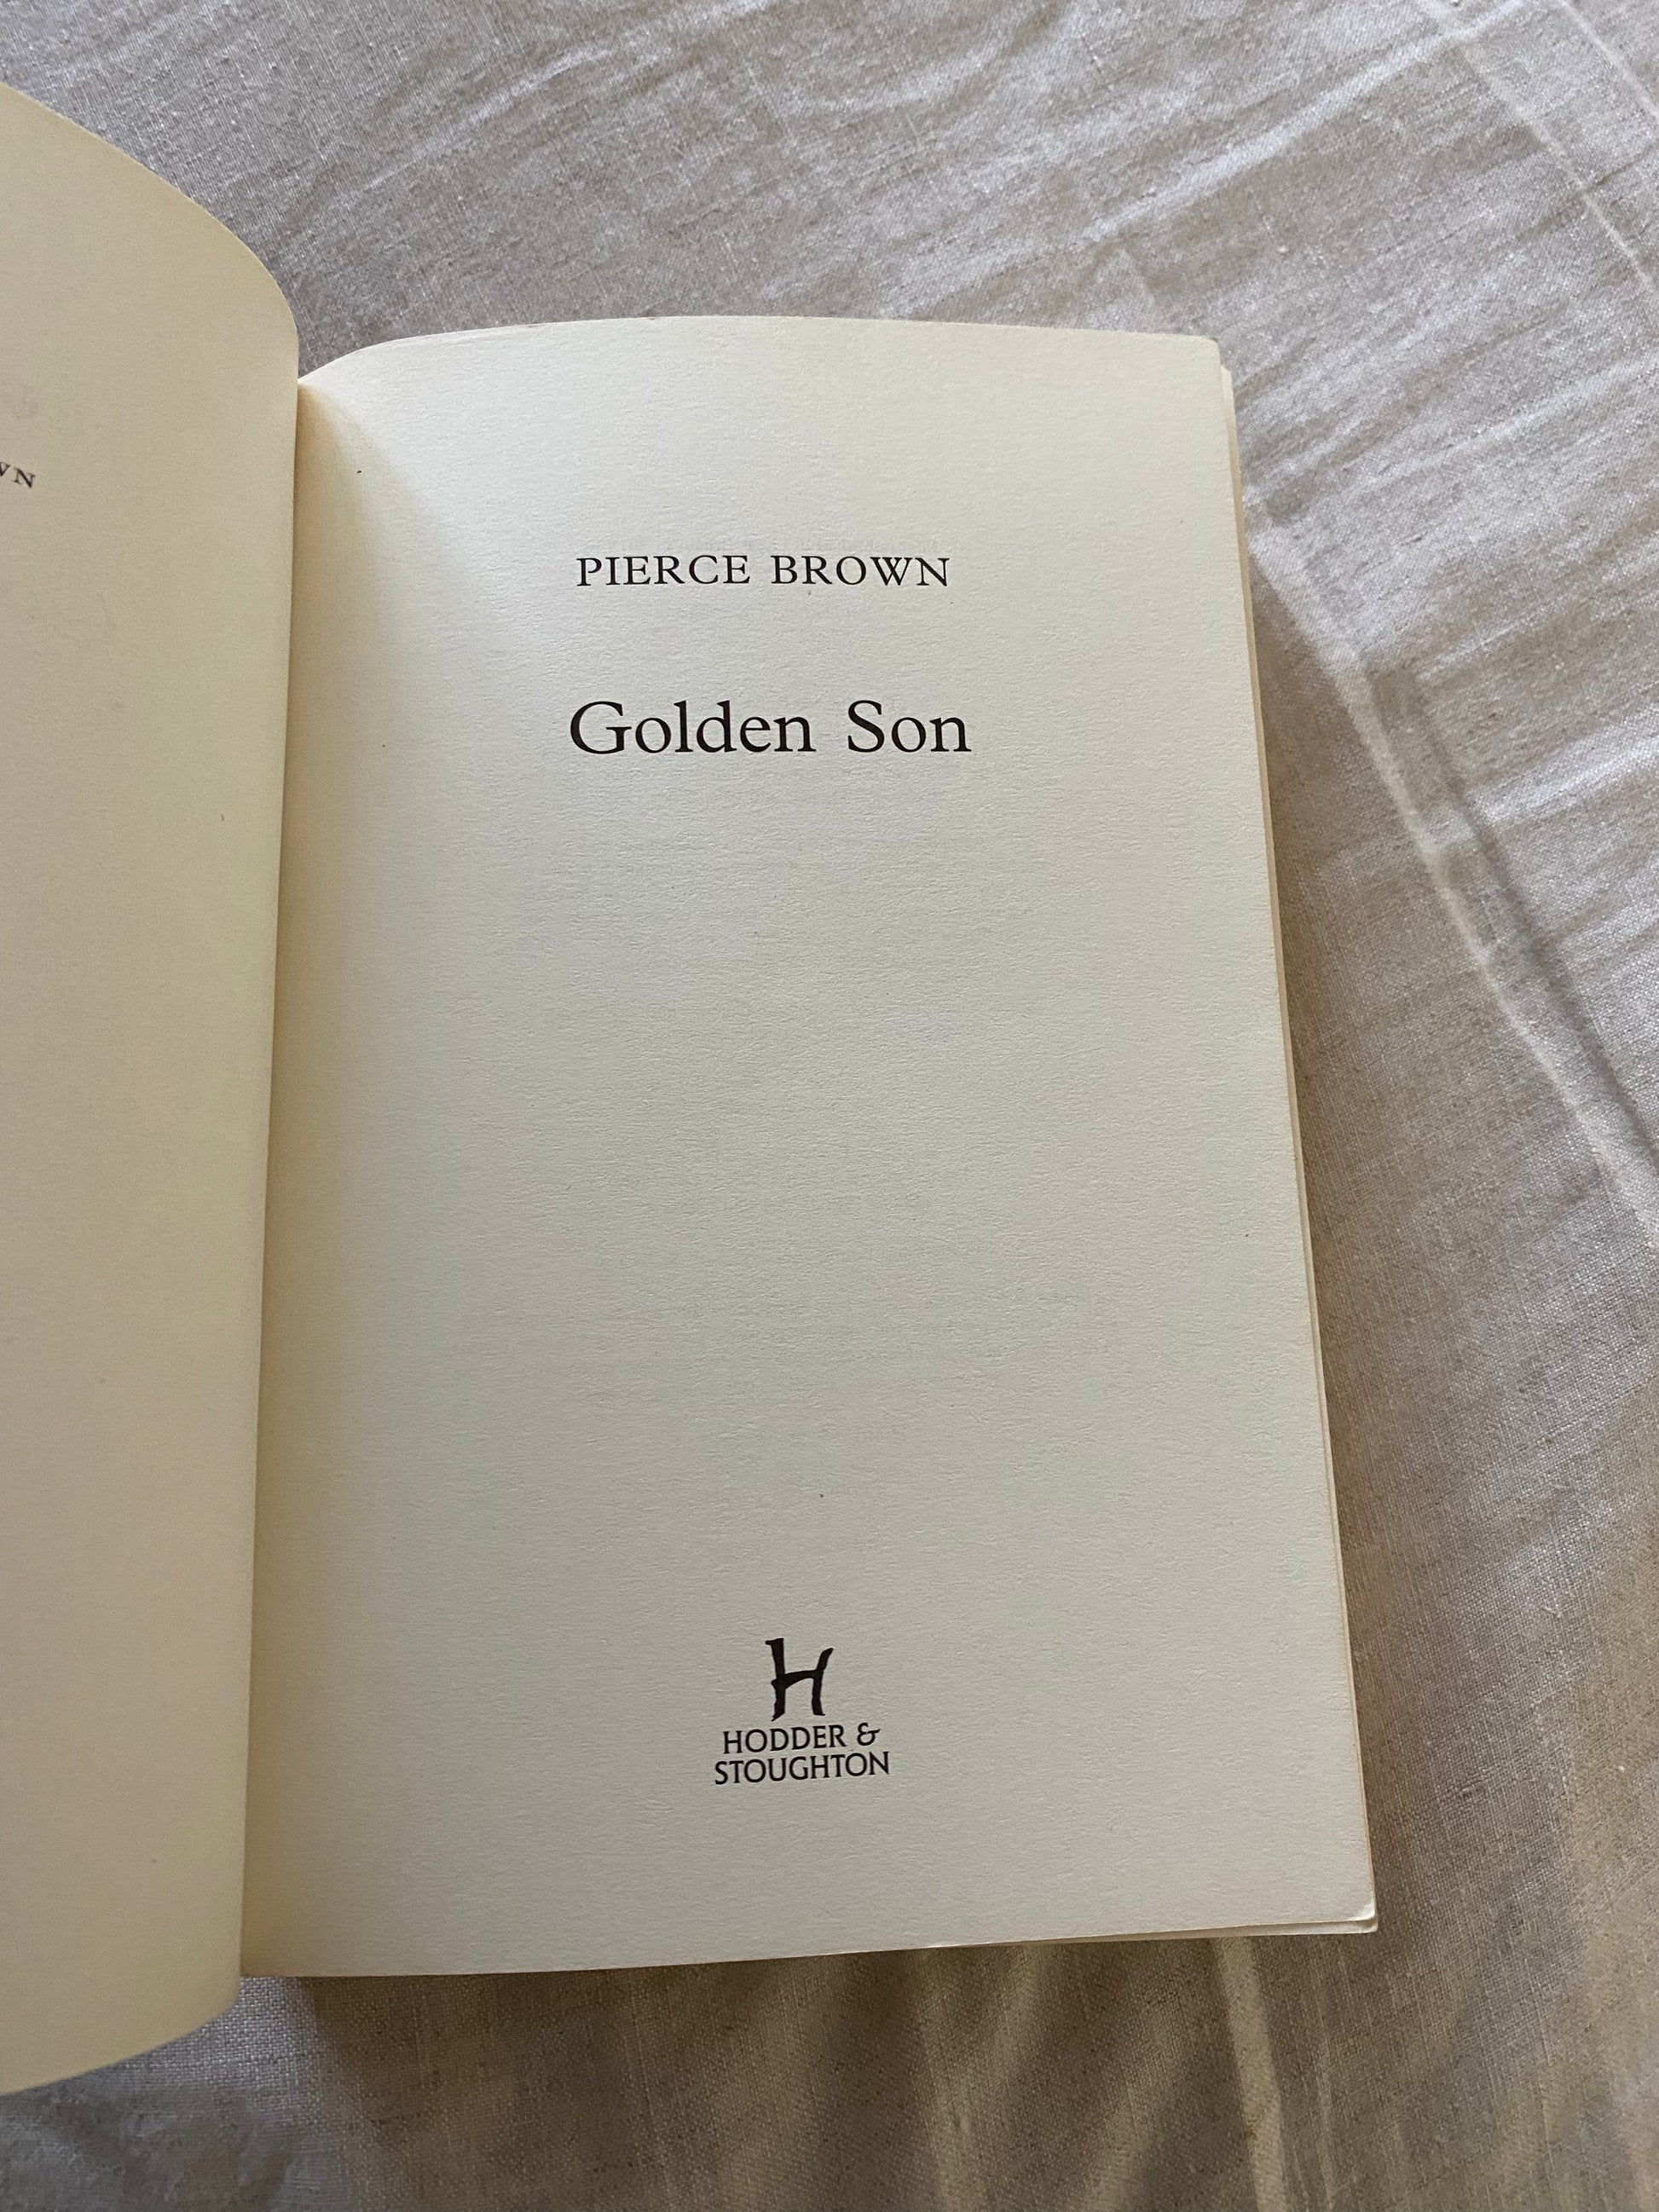 PIERCE BROWN
Golden Son
H
HODDER &
STOUGHTON